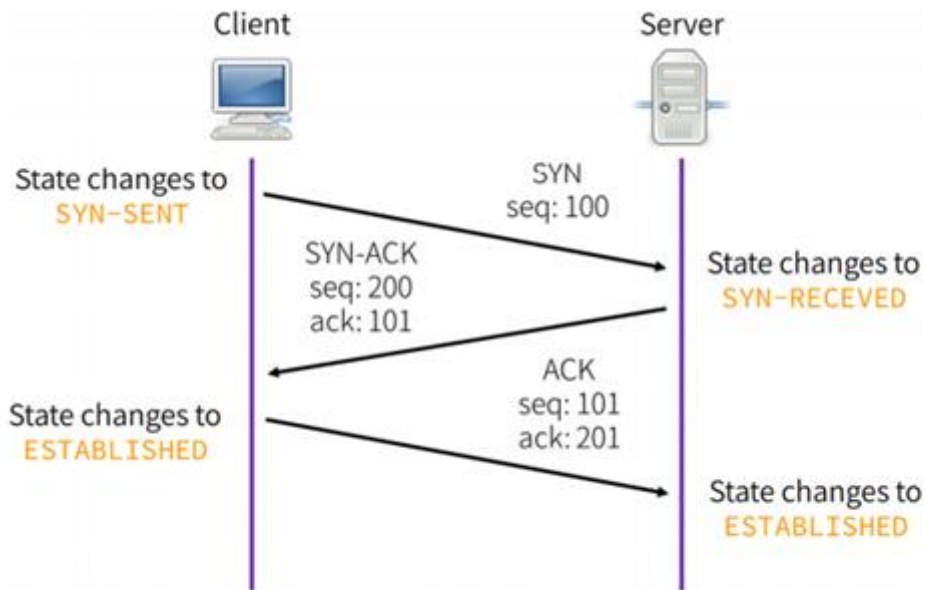 Client
Server
State changes to
SYN-SENT
SYN
seq: 100
SYN-ACK
seq: 200
ack: 101
State changes to
SYN-RECEVED
ACK
seq: 101
ack: 201
State changes to
ESTABLISHED
State changes to
ESTABLISHED